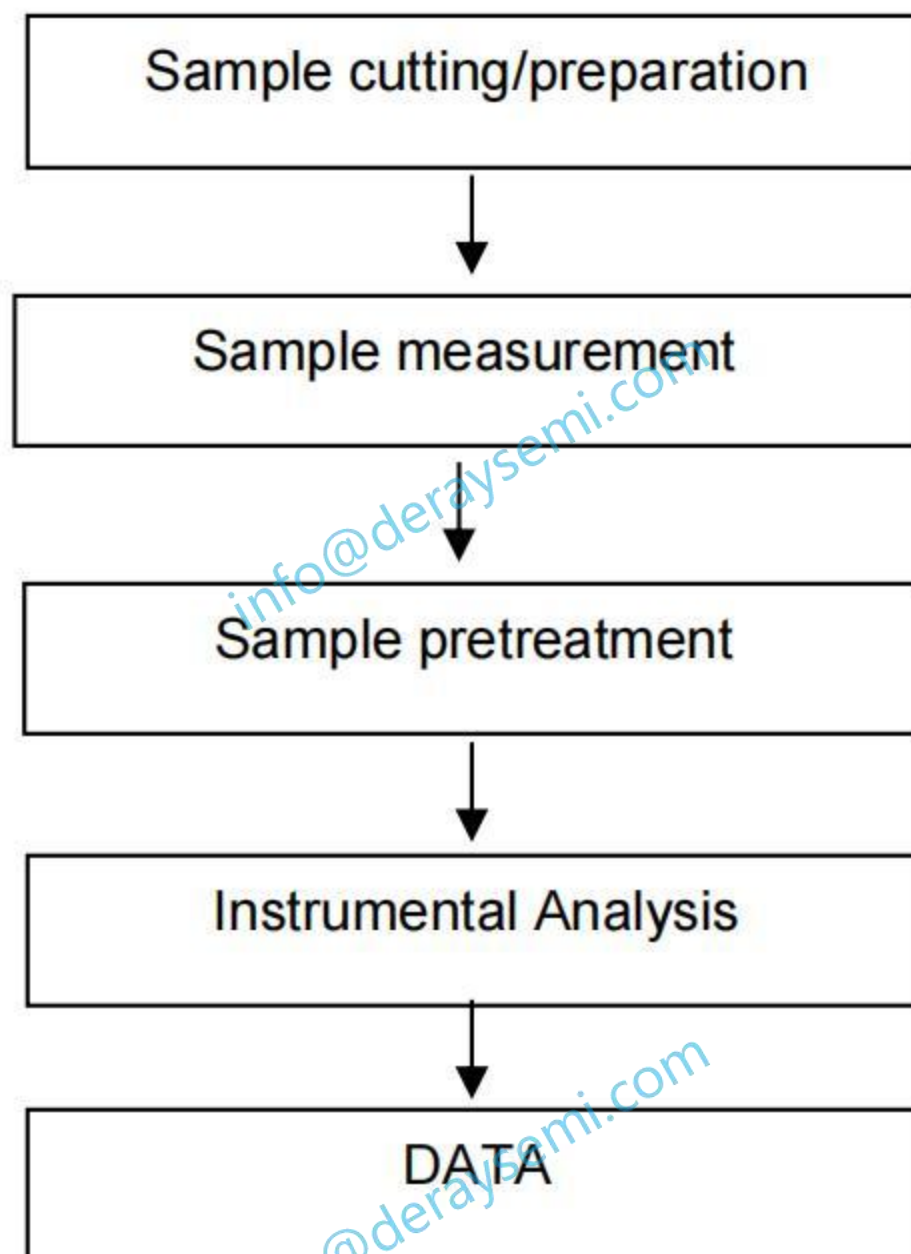 Sample cutting/preparation
Sample measurement
info@deraysemi.com
Sample pretreatment
Instrumental Analysis
DATA
@deraysemi.com